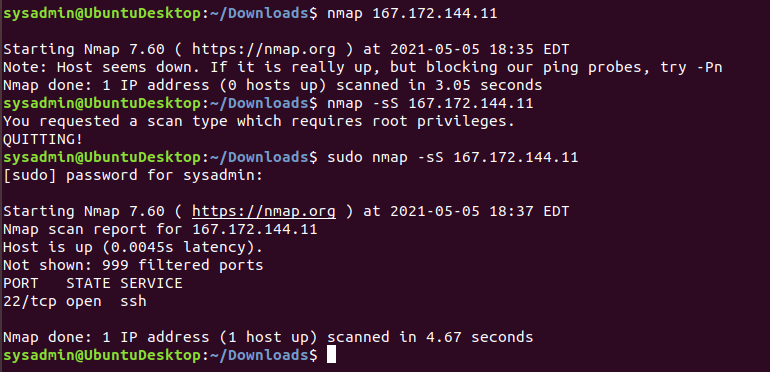 sysadmin@UbuntuDesktop:~/Downloads$ nmap 167.172.144.11
Starting Nmap 7.60 ( https://nmap.org ) at 2021-05-05 18:35 EDT
Note: Host seems down. If it is really up, but blocking our ping probes, try -Pn
Nmap done: 1 IP address (0 hosts up) scanned in 3.05 seconds
sysadmin@UbuntuDesktop:~/Downloads$ nmap -sS 167.172.144.11
You requested a scan type which requires root privileges.
QUITTING!
sysadmin@UbuntuDesktop:~/Downloads$ sudo nmap -sS 167.172.144.11
[sudo] password for sysadmin:
Starting Nmap 7.60 ( https://nmap.org ) at 2021-05-05 18:37 EDT
Nmap scan report for 167.172.144.11
Host is up (0.0045s latency).
Not shown: 999 filtered ports
PORT   STATE SERVICE
22/tcp open  ssh
Nmap done: 1 IP address (1 host up) scanned in 4.67 seconds
sysadmin@UbuntuDesktop:~/Downloads$